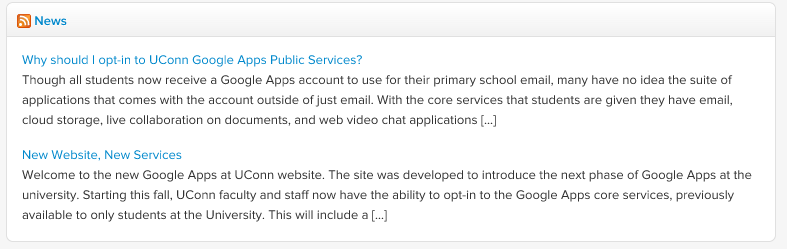 News
Why should I opt-in to UConn Google Apps Public Services?
Though all students now receive a Google Apps account to use for their primary school email, many have no idea the suite of
applications that comes with the account outside of just email. With the core services that students are given they have email,
cloud storage, live collaboration on documents, and web video chat applications [...]
New Website, New Services
Welcome to the new Google Apps at UConn website. The site was developed to introduce the next phase of Google Apps at the
university. Starting this fall, UConn faculty and staff now have the ability to opt-in to the Google Apps core services, previously
available to only students at the University. This will include a [...]